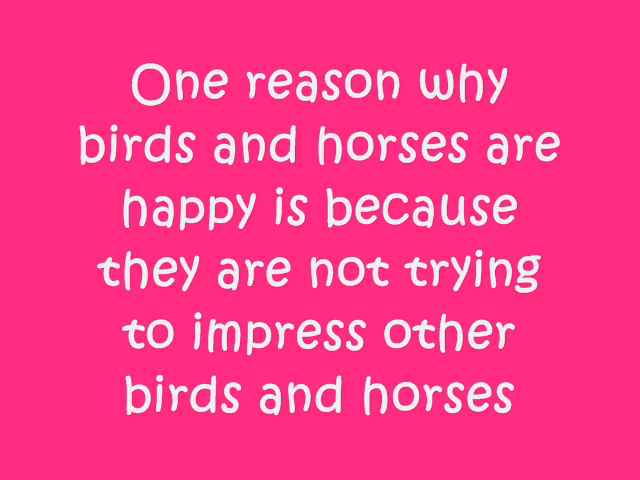 One reason why
birds and horses are
happy is because
they are not trying
to impress other
birds and horses